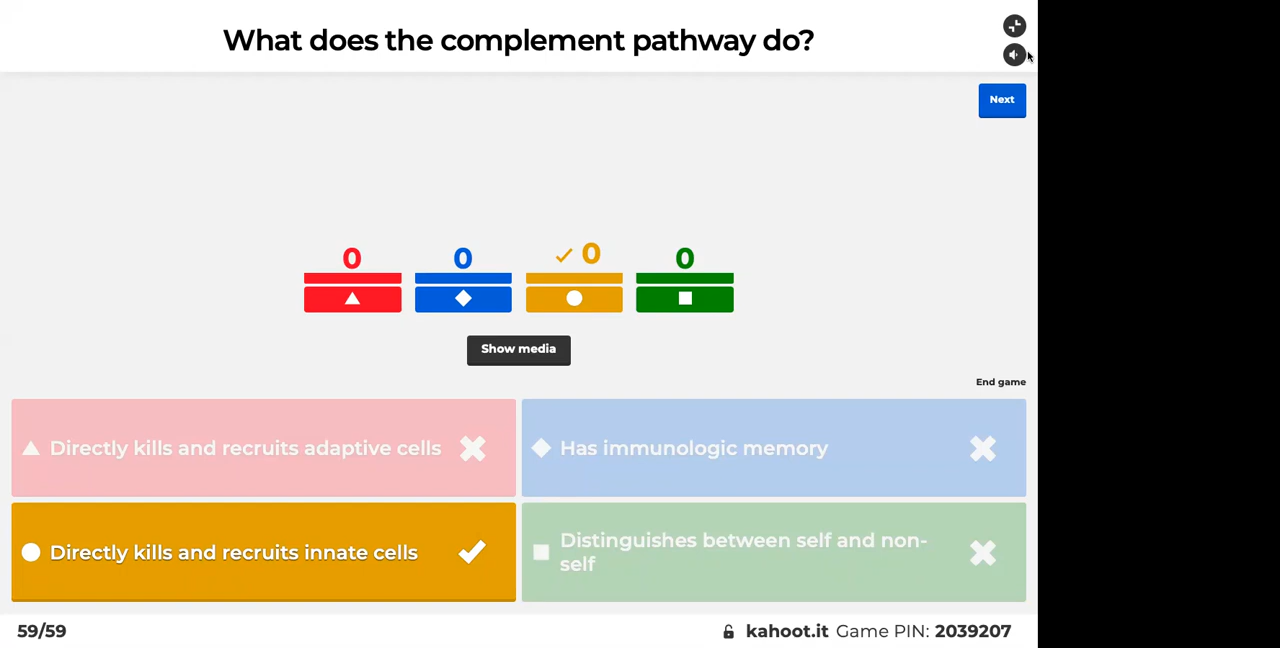 What does the complement pathway do?
Next
0 0 0 0
Show media
End game
Directly kills and recruits adaptive cells
Has immunologic memory
Directly kills and recruits innate cells
Distinguishes between self and non-
self
59/59
kahoot.it Game PIN: 2039207